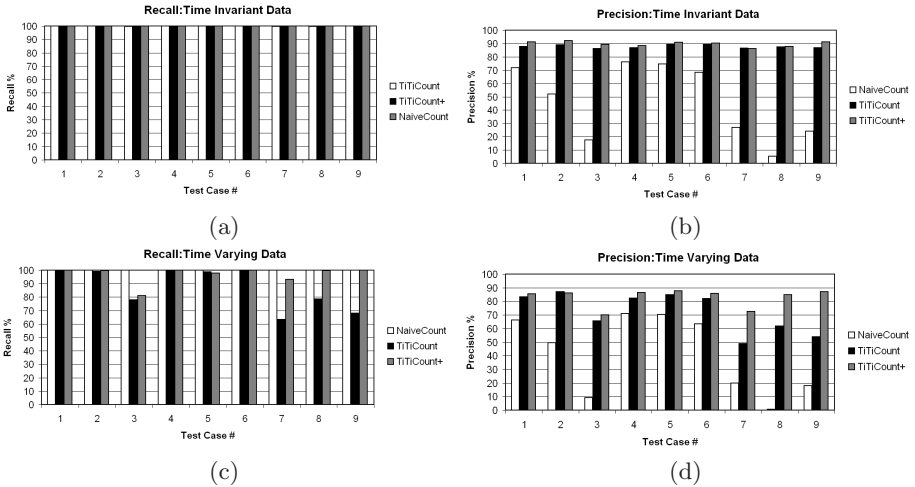 Recall:Time Invariant Data
100
90
80
70
60
50
40
30
20
10
0
Recall %
1 2 3 4 5 6 7 8 9
Test Case #
TiTiCount
TiTiCount+
NaiveCount
(a)
Precision:Time Invariant Data
100
90
80
70
60
50
40
30
20
10
0
Precision %
1 2 3 4 5 6 7 8 9
Test Case #
NaiveCount
TiTiCount
TiTiCount+
(b)
Recall:Time Varying Data
100
90
80
70
60
50
40
30
20
10
0
Recall %
1 2 3 4 5 6 7 8 9
Test Case #
NaiveCount
TiTiCount
TiTiCount+
(c)
Precision:Time Varying Data
100
90
80
70
60
50
40
30
20
10
0
Precision %
1 2 3 4 5 6 7 8 9
Test Case #
NaiveCount
TiTiCount
TiTiCount+
(d)